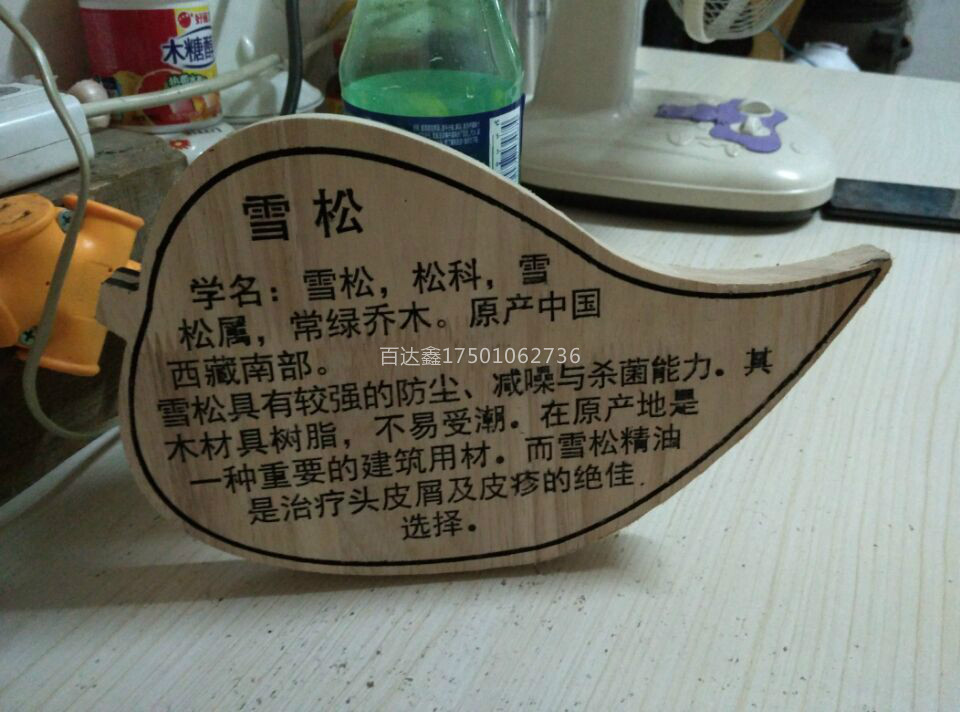 木糖醇
雪松
学名：雪松，松科，雪
松属，常绿乔木。原产中国
西藏南部。
百达鑫17501062736
雪松具有较强的防尘、减噪与杀菌能力。其
木材具树脂，不易受潮。在原产地是
一种重要的建筑用材。而雪松精油
是治疗头皮屑及皮疹的绝佳
选择。